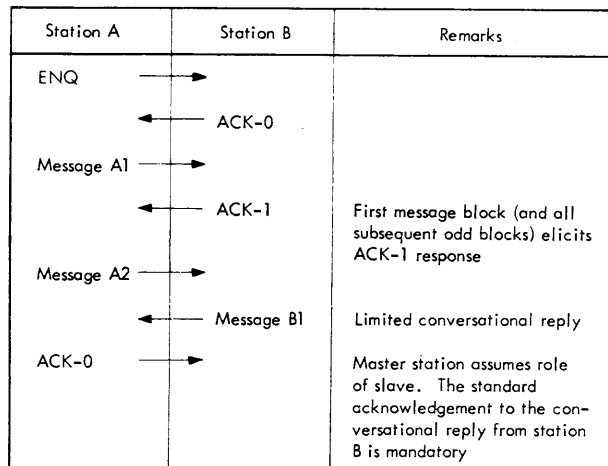 Station A Station B Remarks
ENQ
ACK-0
Message A1
ACK-1 First message block (and all
subsequent odd blocks) elicits
ACK-1 response
Message A2
Message B1 Limited conversational reply
ACK-0 Master station assumes role
of slave. The standard
acknowledgement to the con-
versational reply from station
B is mandatory